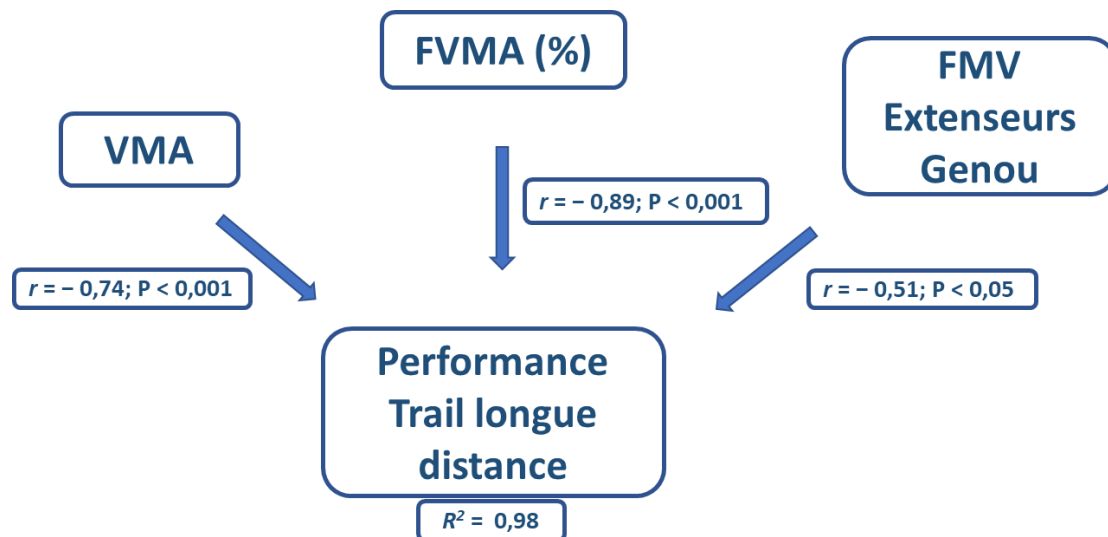 FVMA (%)
FMV
Extenseurs
Genou
VMA
r = – 0,89; P < 0,001
r = – 0,74; P < 0,001
r = – 0,51; P < 0,05
Performance
Trail longue
distance
R² = 0,98